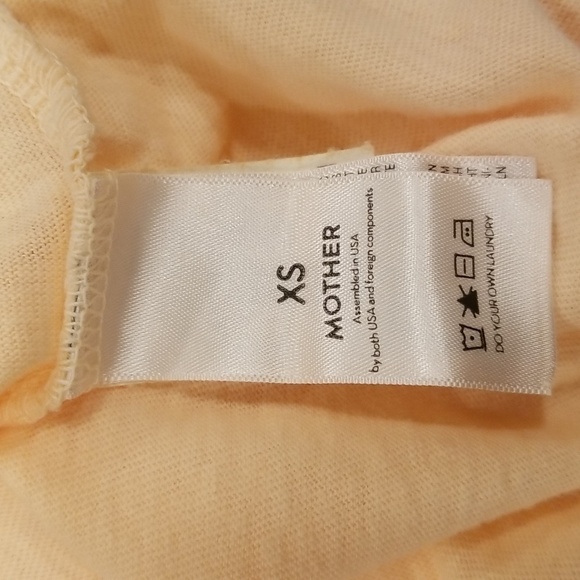 XS
MOTHER
Assembled in USA
by both USA and foreign components
DO YOUR OWN LAUNDRY